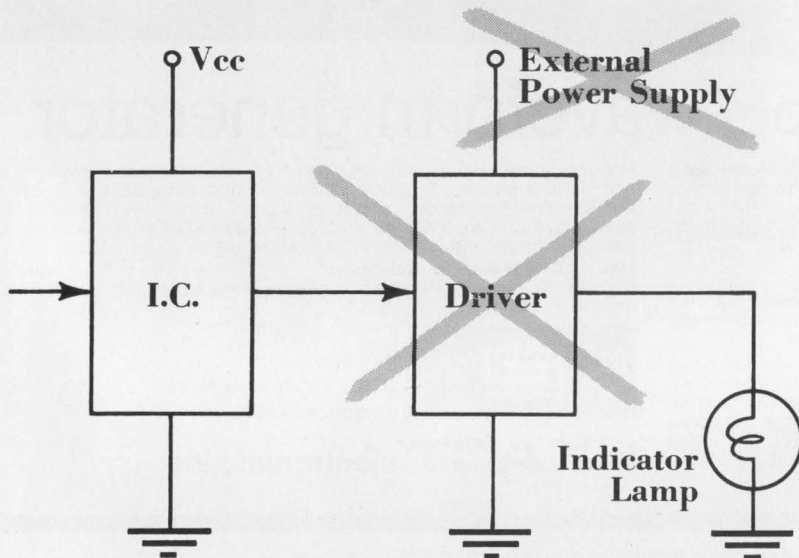 Vcc
External
Power Supply
I.C.
Driver
Indicator
Lamp